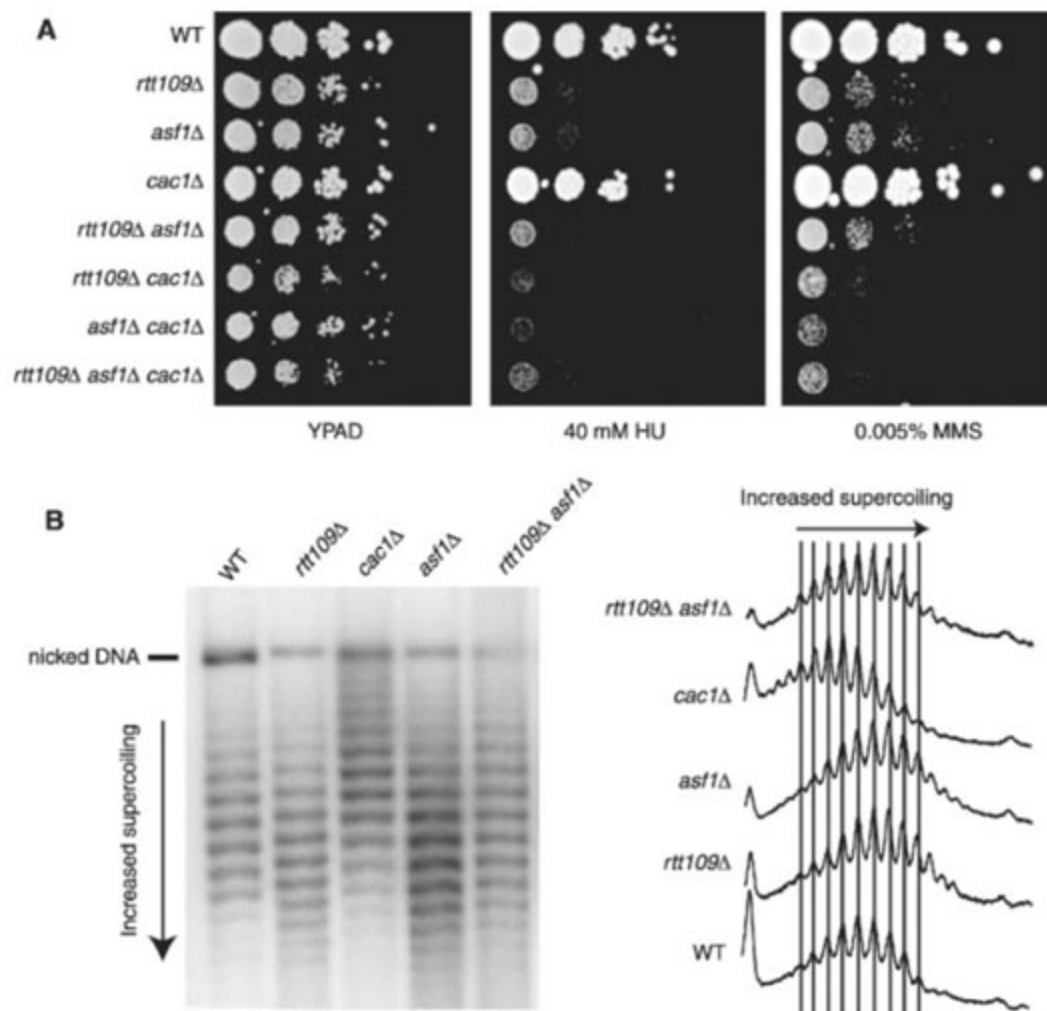 A
WT
rtt109Δ
asf1Δ
cac1Δ
rtt109Δ asf1Δ
rtt109Δ cac1Δ
asf1Δ cac1Δ
rtt109Δ asf1Δ cac1Δ
YPAD
40 mM HU
0.005% MMS
B
WT
rtt109Δ
cac1Δ
asf1Δ
rtt109Δ asf1Δ
nicked DNA
Increased supercoiling
Increased supercoiling
rtt109Δ asf1Δ
cac1Δ
asf1Δ
rtt109Δ
WT